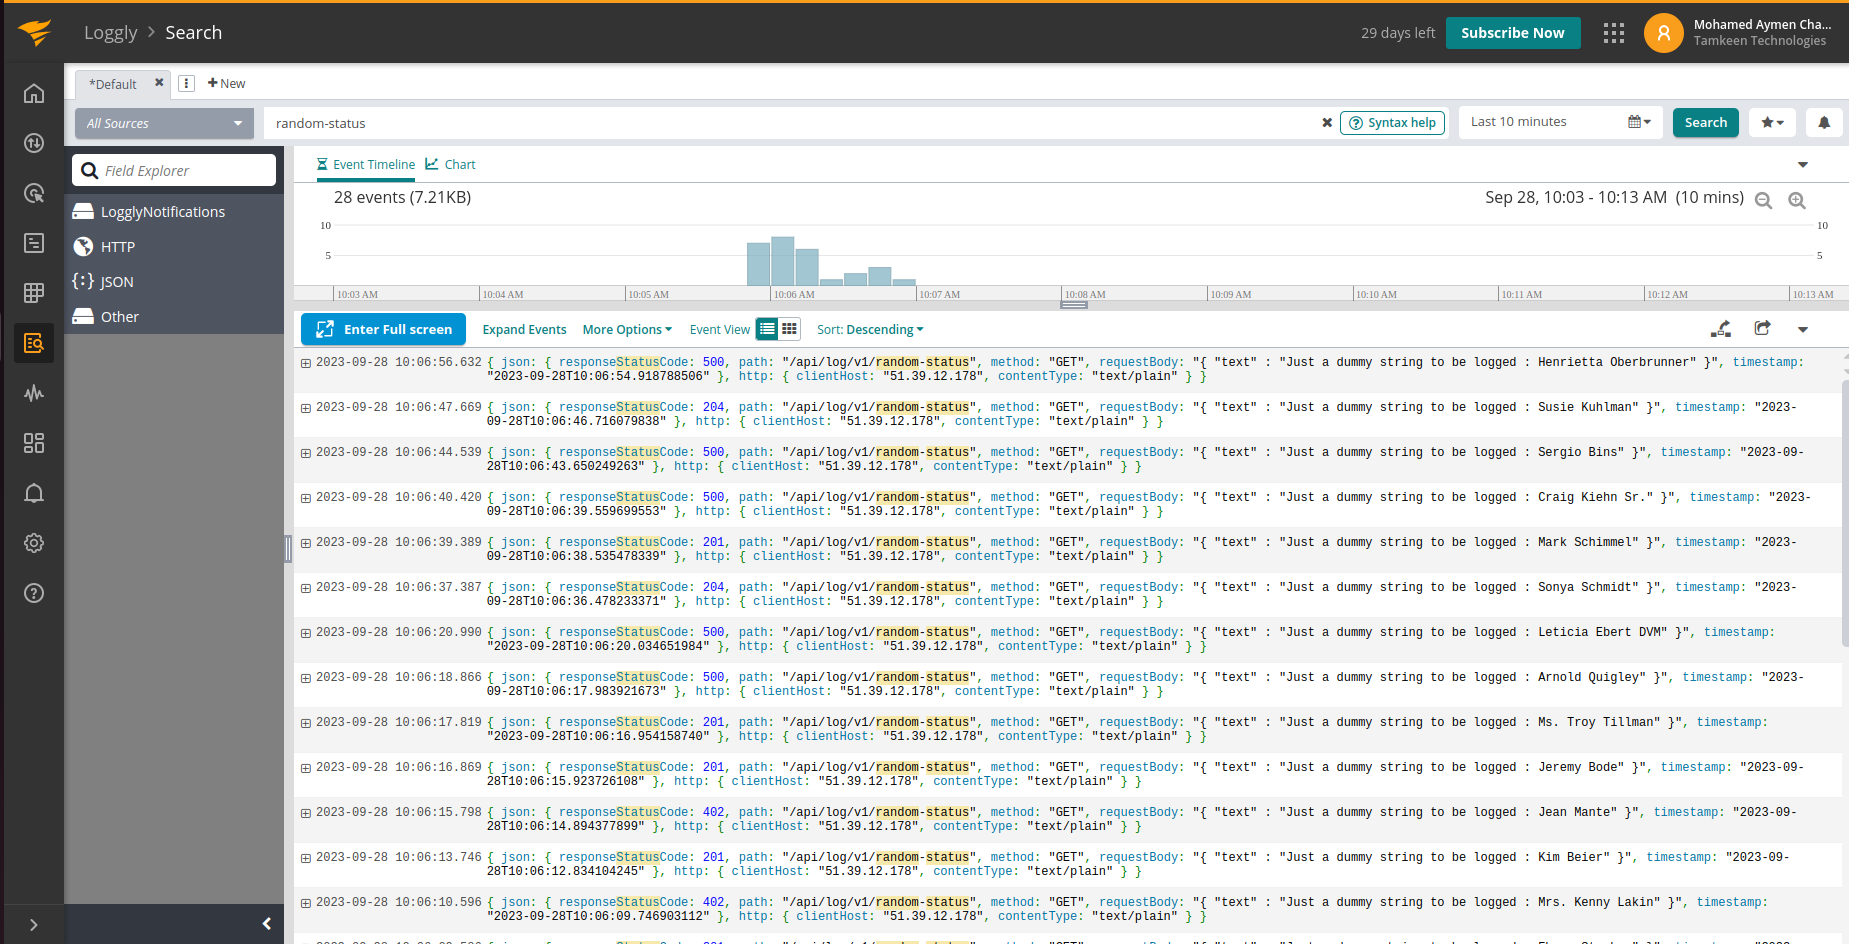 Loggly > Search
29 days left
Subscribe Now
Mohamed Aymen Cha...
Tamkeen Technologies
*Default
New
All Sources
random-status
Syntax help
Last 10 minutes
Search
Field Explorer
LogglyNotifications
HTTP
JSON
Other
Event Timeline
Chart
28 events (7.21KB)
Sep 28, 10:03 - 10:13 AM (10 mins)
10
10
5
5
10:03 AM
10:04 AM
10:05 AM
10:06 AM
10:07 AM
10:08 AM
10:09 AM
10:10 AM
10:11 AM
10:12 AM
10:13 AM
Enter Full screen
Expand Events
More Options
Event View
Sort: Descending
2023-09-28 10:06:56.632 { json: { responseStatusCode: 500, path: "/api/log/v1/random-status", method: "GET", requestBody: "{ "text" : "Just a dummy string to be logged : Henrietta Oberbrunner" }", timestamp:
"2023-09-28T10:06:54.918788506" }, http: { clientHost: "51.39.12.178", contentType: "text/plain" } }
2023-09-28 10:06:47.669 { json: { responseStatusCode: 204, path: "/api/log/v1/random-status", method: "GET", requestBody: "{ "text" : "Just a dummy string to be logged : Susie Kuhlman" }", timestamp: "2023-
09-28T10:06:46.716079838" }, http: { clientHost: "51.39.12.178", contentType: "text/plain" } }
2023-09-28 10:06:44.539 { json: { responseStatusCode: 500, path: "/api/log/v1/random-status", method: "GET", requestBody: "{ "text" : "Just a dummy string to be logged : Sergio Bins" }", timestamp: "2023-09-
28T10:06:43.650249263" }, http: { clientHost: "51.39.12.178", contentType: "text/plain" } }
2023-09-28 10:06:40.420 { json: { responseStatusCode: 500, path: "/api/log/v1/random-status", method: "GET", requestBody: "{ "text" : "Just a dummy string to be logged : Craig Kiehn Sr." }", timestamp: "2023-
09-28T10:06:39.559699553" }, http: { clientHost: "51.39.12.178", contentType: "text/plain" } }
2023-09-28 10:06:39.389 { json: { responseStatusCode: 201, path: "/api/log/v1/random-status", method: "GET", requestBody: "{ "text" : "Just a dummy string to be logged : Mark Schimmel" }", timestamp: "2023-
09-28T10:06:38.535478339" }, http: { clientHost: "51.39.12.178", contentType: "text/plain" } }
2023-09-28 10:06:37.387 { json: { responseStatusCode: 204, path: "/api/log/v1/random-status", method: "GET", requestBody: "{ "text" : "Just a dummy string to be logged : Sonya Schmidt" }", timestamp: "2023-
09-28T10:06:36.478233371" }, http: { clientHost: "51.39.12.178", contentType: "text/plain" } }
2023-09-28 10:06:20.990 { json: { responseStatusCode: 500, path: "/api/log/v1/random-status", method: "GET", requestBody: "{ "text" : "Just a dummy string to be logged : Leticia Ebert DVM" }", timestamp:
"2023-09-28T10:06:20.034651984" }, http: { clientHost: "51.39.12.178", contentType: "text/plain" } }
2023-09-28 10:06:18.866 { json: { responseStatusCode: 500, path: "/api/log/v1/random-status", method: "GET", requestBody: "{ "text" : "Just a dummy string to be logged : Arnold Quigley" }", timestamp: "2023-
09-28T10:06:17.983921673" }, http: { clientHost: "51.39.12.178", contentType: "text/plain" } }
2023-09-28 10:06:17.819 { json: { responseStatusCode: 201, path: "/api/log/v1/random-status", method: "GET", requestBody: "{ "text" : "Just a dummy string to be logged : Ms. Troy Tillman" }", timestamp:
"2023-09-28T10:06:16.954158740" }, http: { clientHost: "51.39.12.178", contentType: "text/plain" } }
2023-09-28 10:06:16.869 { json: { responseStatusCode: 201, path: "/api/log/v1/random-status", method: "GET", requestBody: "{ "text" : "Just a dummy string to be logged : Jeremy Bode" }", timestamp: "2023-09-
28T10:06:15.923726108" }, http: { clientHost: "51.39.12.178", contentType: "text/plain" } }
2023-09-28 10:06:15.798 { json: { responseStatusCode: 402, path: "/api/log/v1/random-status", method: "GET", requestBody: "{ "text" : "Just a dummy string to be logged : Jean Mante" }", timestamp: "2023-09-
28T10:06:14.894377899" }, http: { clientHost: "51.39.12.178", contentType: "text/plain" } }
2023-09-28 10:06:13.746 { json: { responseStatusCode: 201, path: "/api/log/v1/random-status", method: "GET", requestBody: "{ "text" : "Just a dummy string to be logged : Kim Beier" }", timestamp: "2023-09-
28T10:06:12.834104245" }, http: { clientHost: "51.39.12.178", contentType: "text/plain" } }
2023-09-28 10:06:10.596 { json: { responseStatusCode: 402, path: "/api/log/v1/random-status", method: "GET", requestBody: "{ "text" : "Just a dummy string to be logged : Mrs. Kenny Lakin" }", timestamp:
"2023-09-28T10:06:09.746903112" }, http: { clientHost: "51.39.12.178", contentType: "text/plain" } }